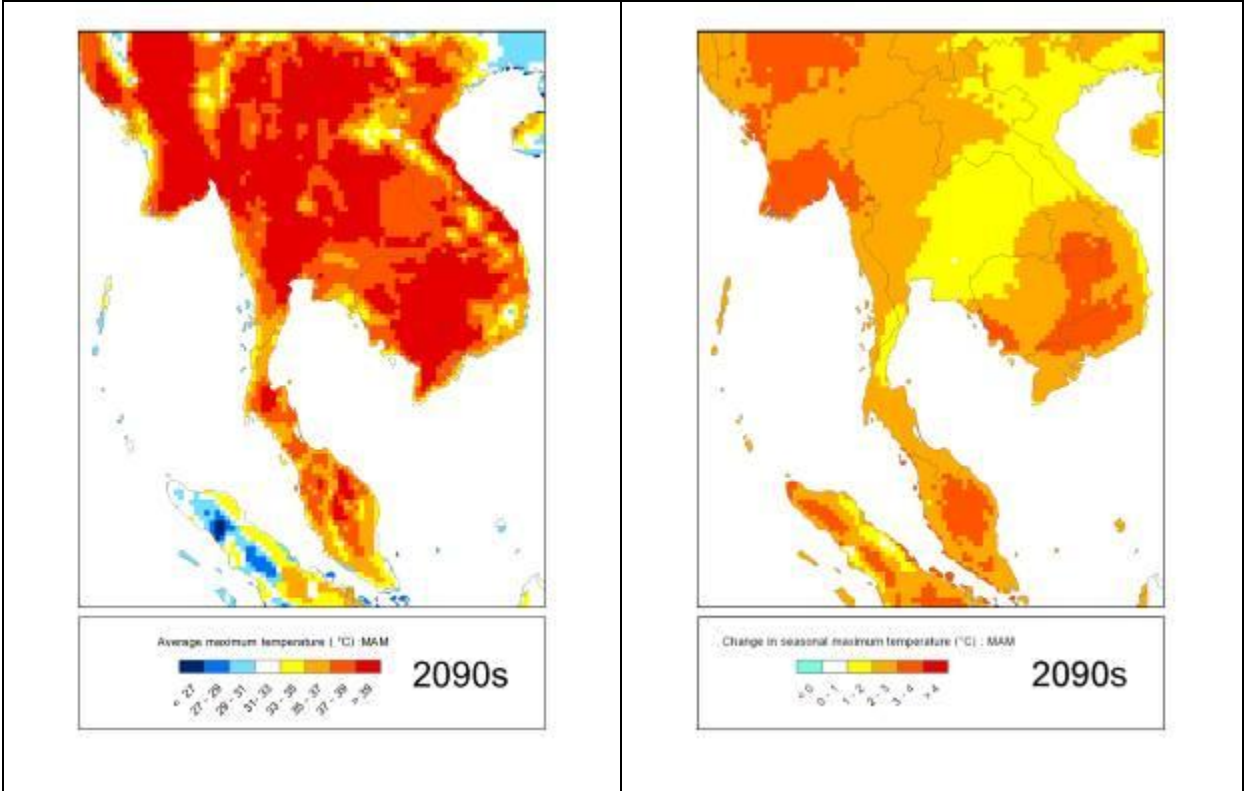 Average maximum temperature ( °C) :MAM
2090s
< 27
27 - 29
29 - 31
31 - 33
33 - 35
35 - 37
37 - 39
> 39
Change in seasonal maximum temperature (°C) : MAM
2090s
< 0
0 - 1
1 - 2
2 - 3
3 - 4
> 4